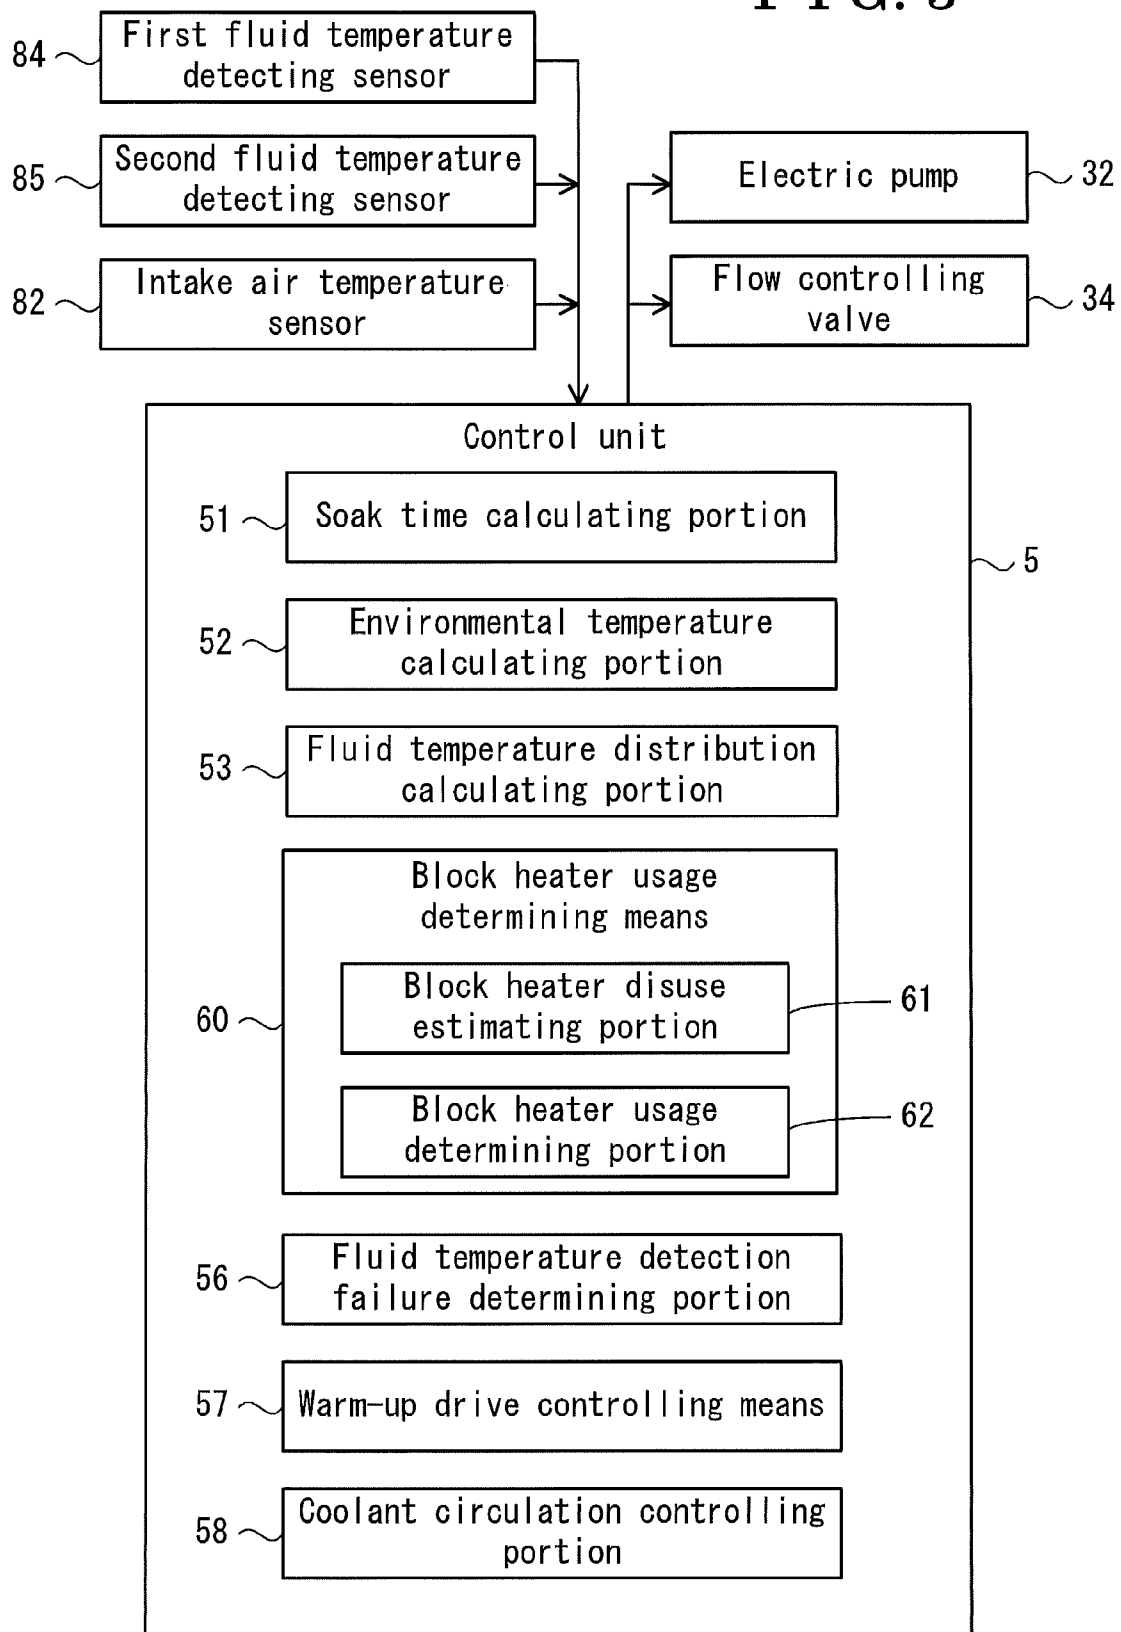 FIG.
84
First fluid temperature
detecting sensor
85
Second fluid temperature
detecting sensor
82
Intake air temperature
sensor
Electric pump
32
Flow controlling
valve
34
Control unit
5
51
Soak time calculating portion
52
Environmental temperature
calculating portion
53
Fluid temperature distribution
calculating portion
60
Block heater usage
determining means
Block heater disuse
estimating portion
61
Block heater usage
determining portion
62
56
Fluid temperature detection
failure determining portion
57
Warm-up drive controlling means
58
Coolant circulation controlling
portion